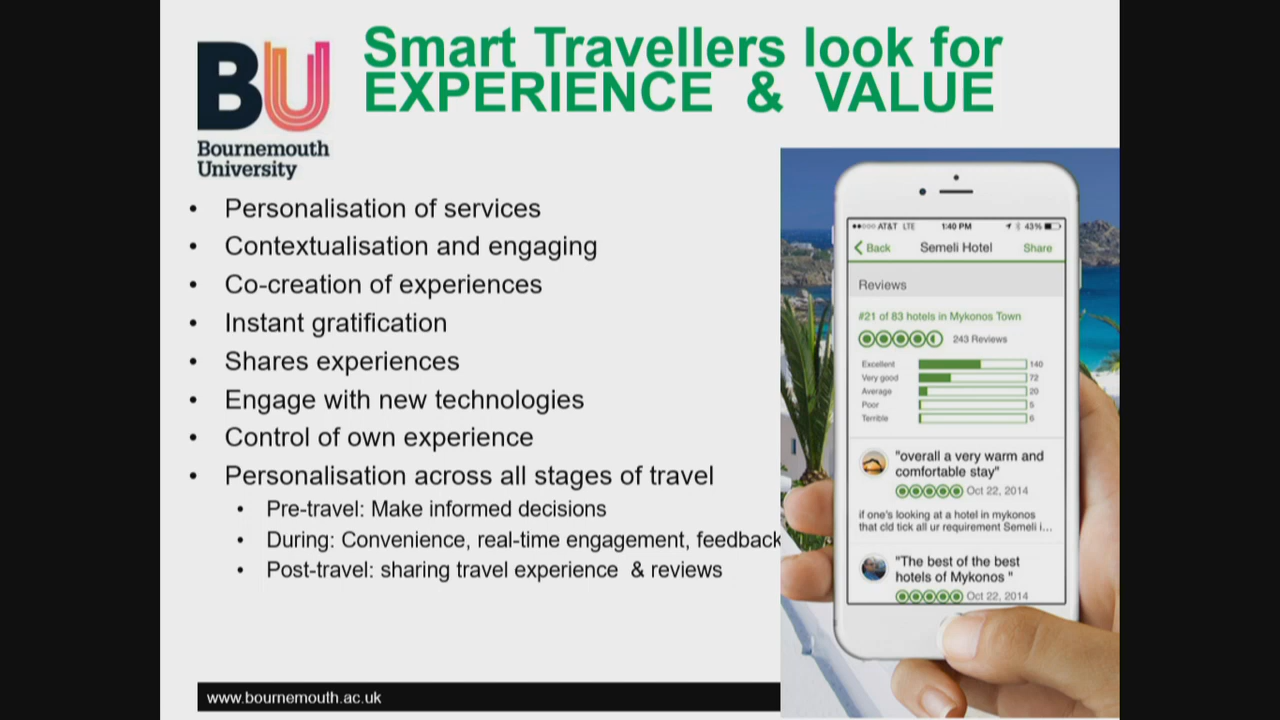 BU
Bournemouth
University
Smart Travellers look for
EXPERIENCE & VALUE
• Personalisation of services
• Contextualisation and engaging
• Co-creation of experiences
• Instant gratification
• Shares experiences
• Engage with new technologies
• Control of own experience
• Personalisation across all stages of travel
• Pre-travel: Make informed decisions
• During: Convenience, real-time engagement, feedback
• Post-travel: sharing travel experience & reviews
www.bournemouth.ac.uk
AT&T LTE 1:40 PM 43%
Back Semeli Hotel Share
Reviews
#21 of 83 hotels in Mykonos Town
243 Reviews
Excellent 140
Very good 72
Average 20
Poor 5
Terrible 6
"overall a very warm and
comfortable stay"
Oct 22, 2014
if one's looking at a hotel in mykonos
that cld tick all ur requirement Semeli i...
"The best of the best
hotels of Mykonos "
Oct 22, 2014